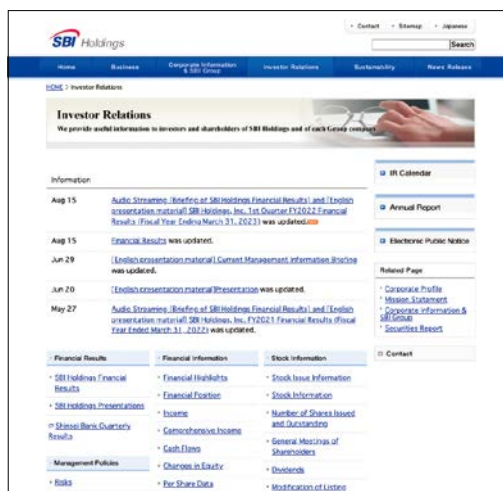 Contact Sitemap Japanese
SBI Holdings
Search
Home Business Corporate Information & SBI Group Investor Relations Sustainability News Release
HOME > Investor Relations
Investor Relations
We provide useful information to investors and shareholders of SBI Holdings and of each Group company.
Information
Aug 15 Audio Streaming [Briefing of SBI Holdings Financial Results] and [English
presentation material] SBI Holdings, Inc. 1st Quarter FY2022 Financial
Results (Fiscal Year Ending March 31, 2023) was updated.
Aug 15 Financial Results was updated.
Jun 29 [English presentation material] Current Management Information Briefing
was updated.
Jun 20 [English presentation material]Presentation was updated.
May 27 Audio Streaming [Briefing of SBI Holdings Financial Results] and [English
presentation material] SBI Holdings, Inc. FY2021 Financial Results (Fiscal
Year Ended March 31, 2022) was updated.
IR Calendar
Annual Report
Electronic Public Notice
Related Page
Corporate Profile
Mission Statement
Corporate Information &
SBI Group
Securities Report
Contact
Financial Results
SBI Holdings Financial
Results
SBI Holdings Presentations
Shinsei Bank Quarterly
Results
Management Policies
Risks
Financial Information
Financial Highlights
Financial Position
Income
Comprehensive Income
Cash Flows
Changes in Equity
Per Share Data
Stock Information
Stock Issue Information
Stock Information
Number of Shares Issued
and Outstanding
General Meetings of
Shareholders
Dividends
Modification of Listing